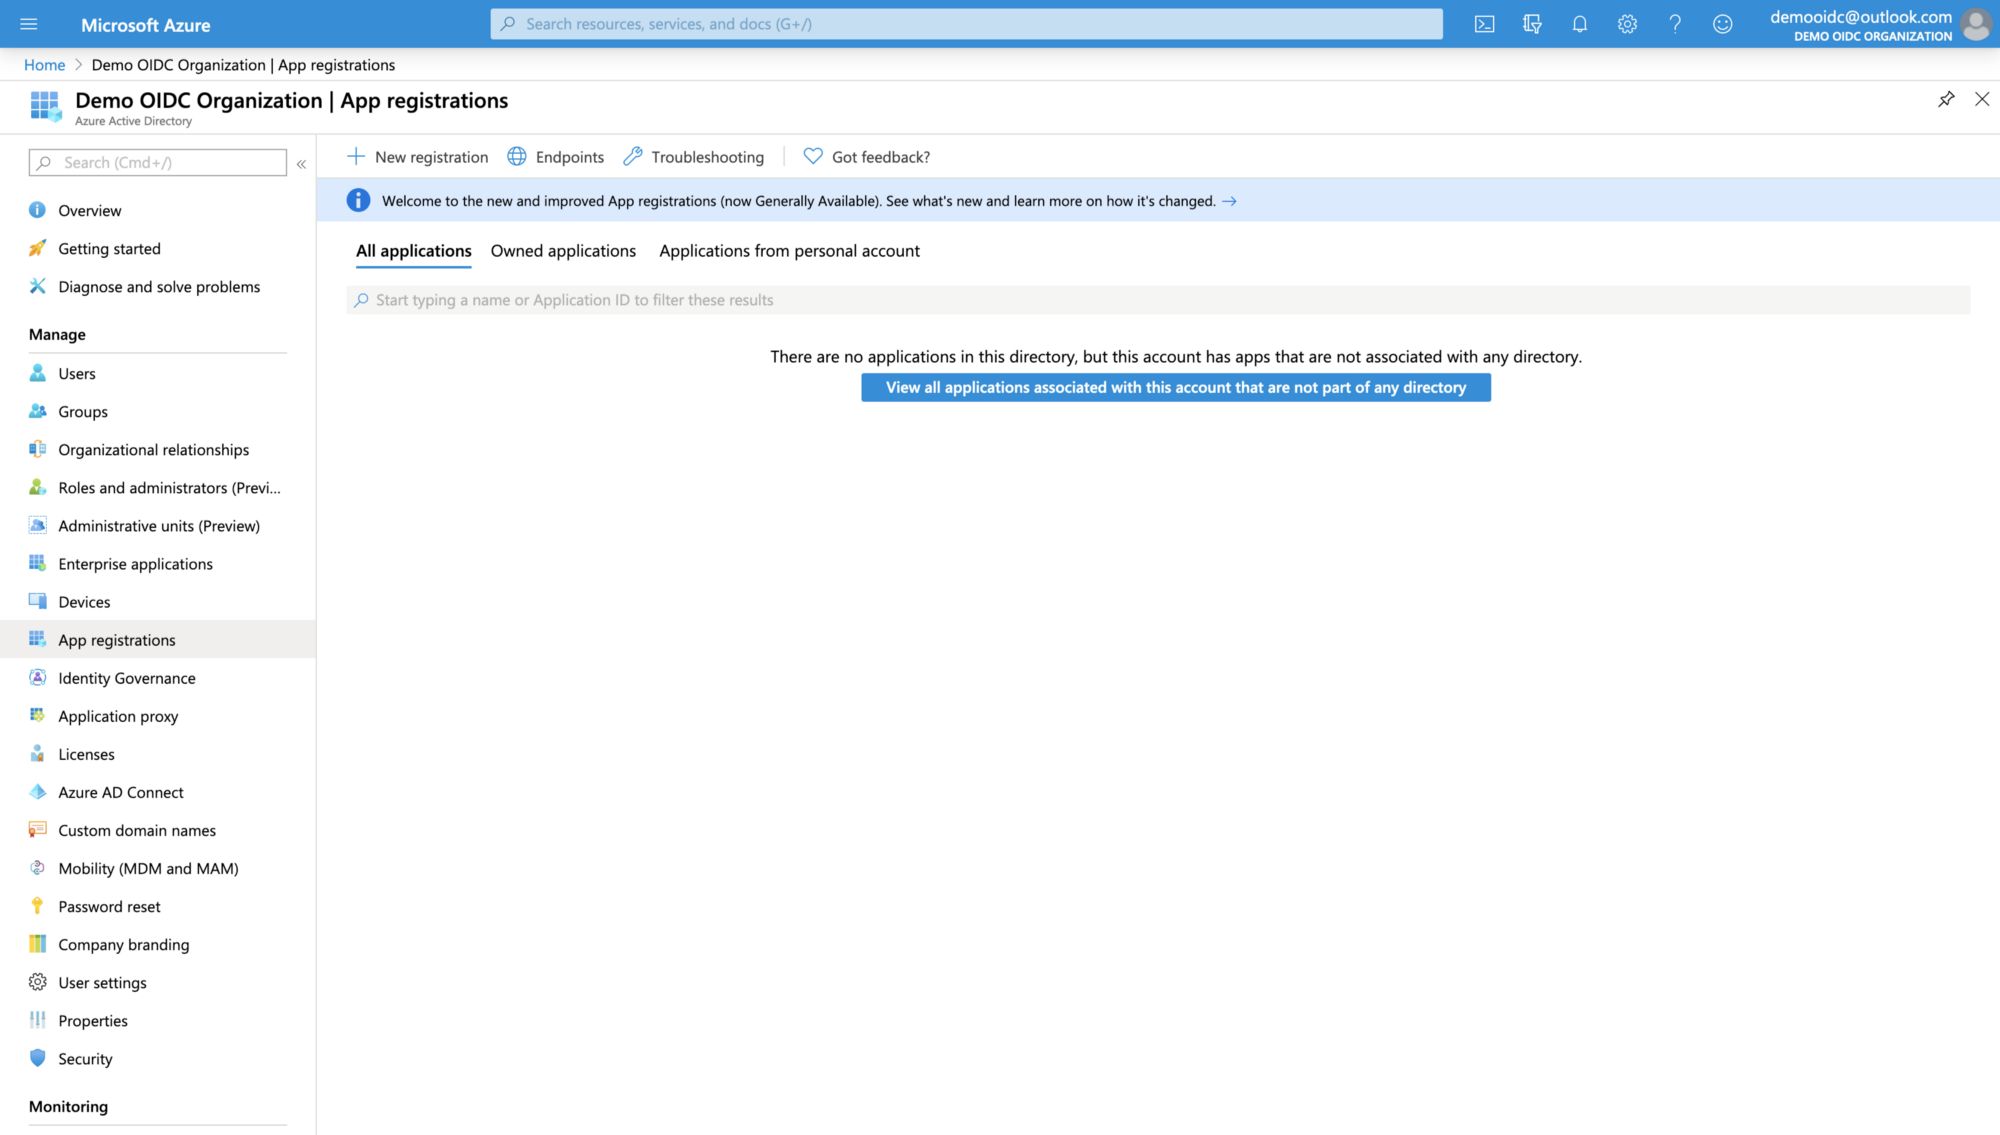 Microsoft Azure
Search resources, services, and docs (G+/)
demooidc@outlook.com
DEMO OIDC ORGANIZATION
Home > Demo OIDC Organization | App registrations
Demo OIDC Organization | App registrations
Azure Active Directory
Search (Cmd+/)
«
Overview
Getting started
Diagnose and solve problems
Manage
Users
Groups
Organizational relationships
Roles and administrators (Previ...
Administrative units (Preview)
Enterprise applications
Devices
App registrations
Identity Governance
Application proxy
Licenses
Azure AD Connect
Custom domain names
Mobility (MDM and MAM)
Password reset
Company branding
User settings
Properties
Security
Monitoring
New registration
Endpoints
Troubleshooting
Got feedback?
Welcome to the new and improved App registrations (now Generally Available). See what's new and learn more on how it's changed. →
All applications
Owned applications
Applications from personal account
Start typing a name or Application ID to filter these results
There are no applications in this directory, but this account has apps that are not associated with any directory.
View all applications associated with this account that are not part of any directory